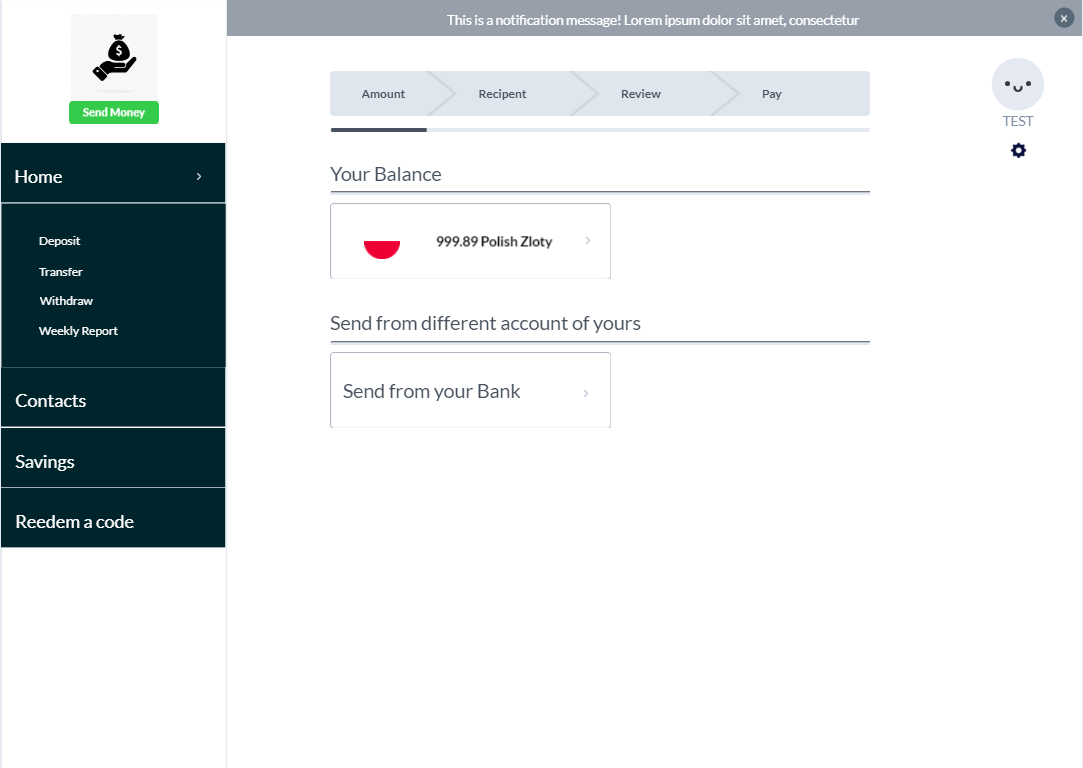 This is a notification message! Lorem ipsum dolor sit amet, consectetur
$
Send Money
Home
Deposit
Transfer
Withdraw
Weekly Report
Contacts
Savings
Reedem a code
Amount
Recipent
Review
Pay
TEST
Your Balance
999.89 Polish Zloty
Send from different account of yours
Send from your Bank